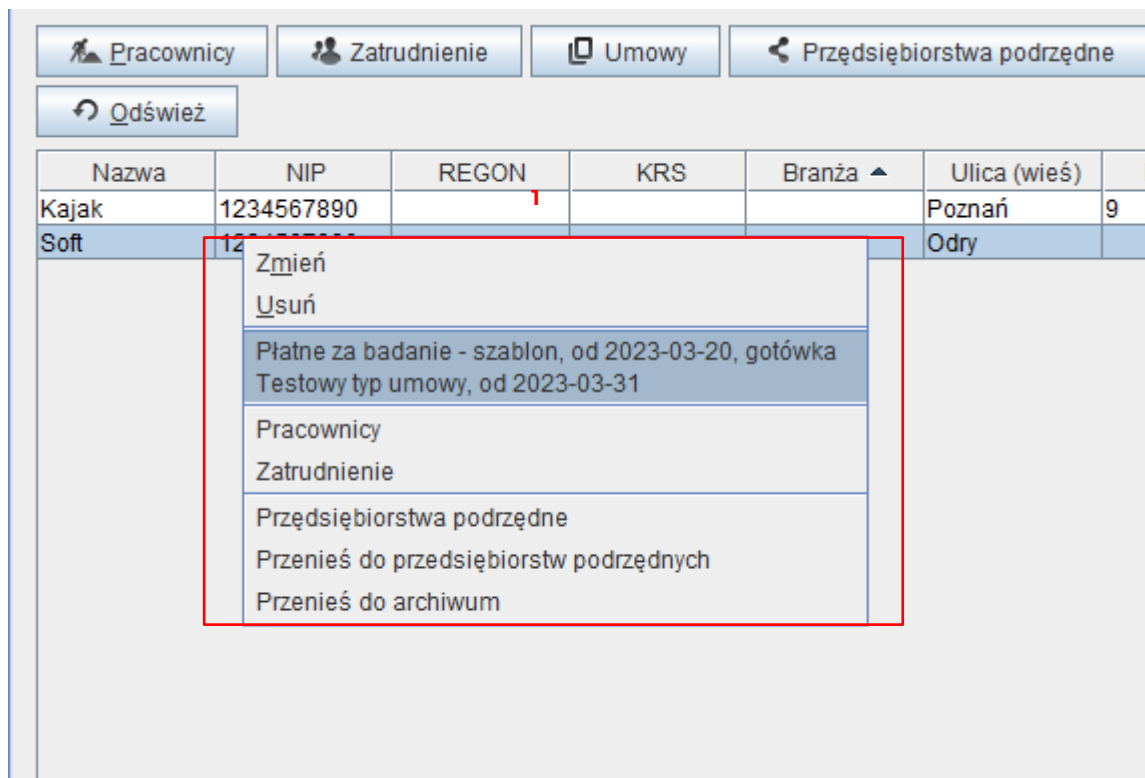 Pracownicy Zatrudnienie Umowy Przędsiębiorstwa podrzędne
Odśwież
Nazwa NIP REGON KRS Branża Ulica (wieś)
Kajak 1234567890 1 Poznań 9
Soft Odry
Zmień
Usuń
Płatne za badanie - szablon, od 2023-03-20, gotówka
Testowy typ umowy, od 2023-03-31
Pracownicy
Zatrudnienie
Przędsiębiorstwa podrzędne
Przenieś do przedsiębiorstw podrzędnych
Przenieś do archiwum